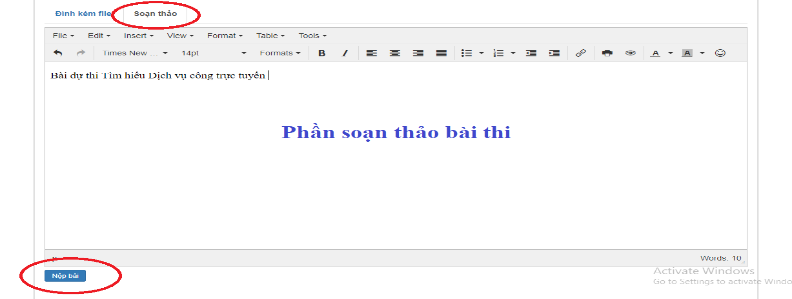 Đính kèm file Soạn thảo
File Edit Insert View Format Table Tools
Times New ... 14pt Formats B I A A
Bài dự thi Tìm hiểu Dịch vụ công trực tuyến
Phần soạn thảo bài thi
p Words: 10
Nộp bài
Activate Windows
Go to Settings to activate Windo